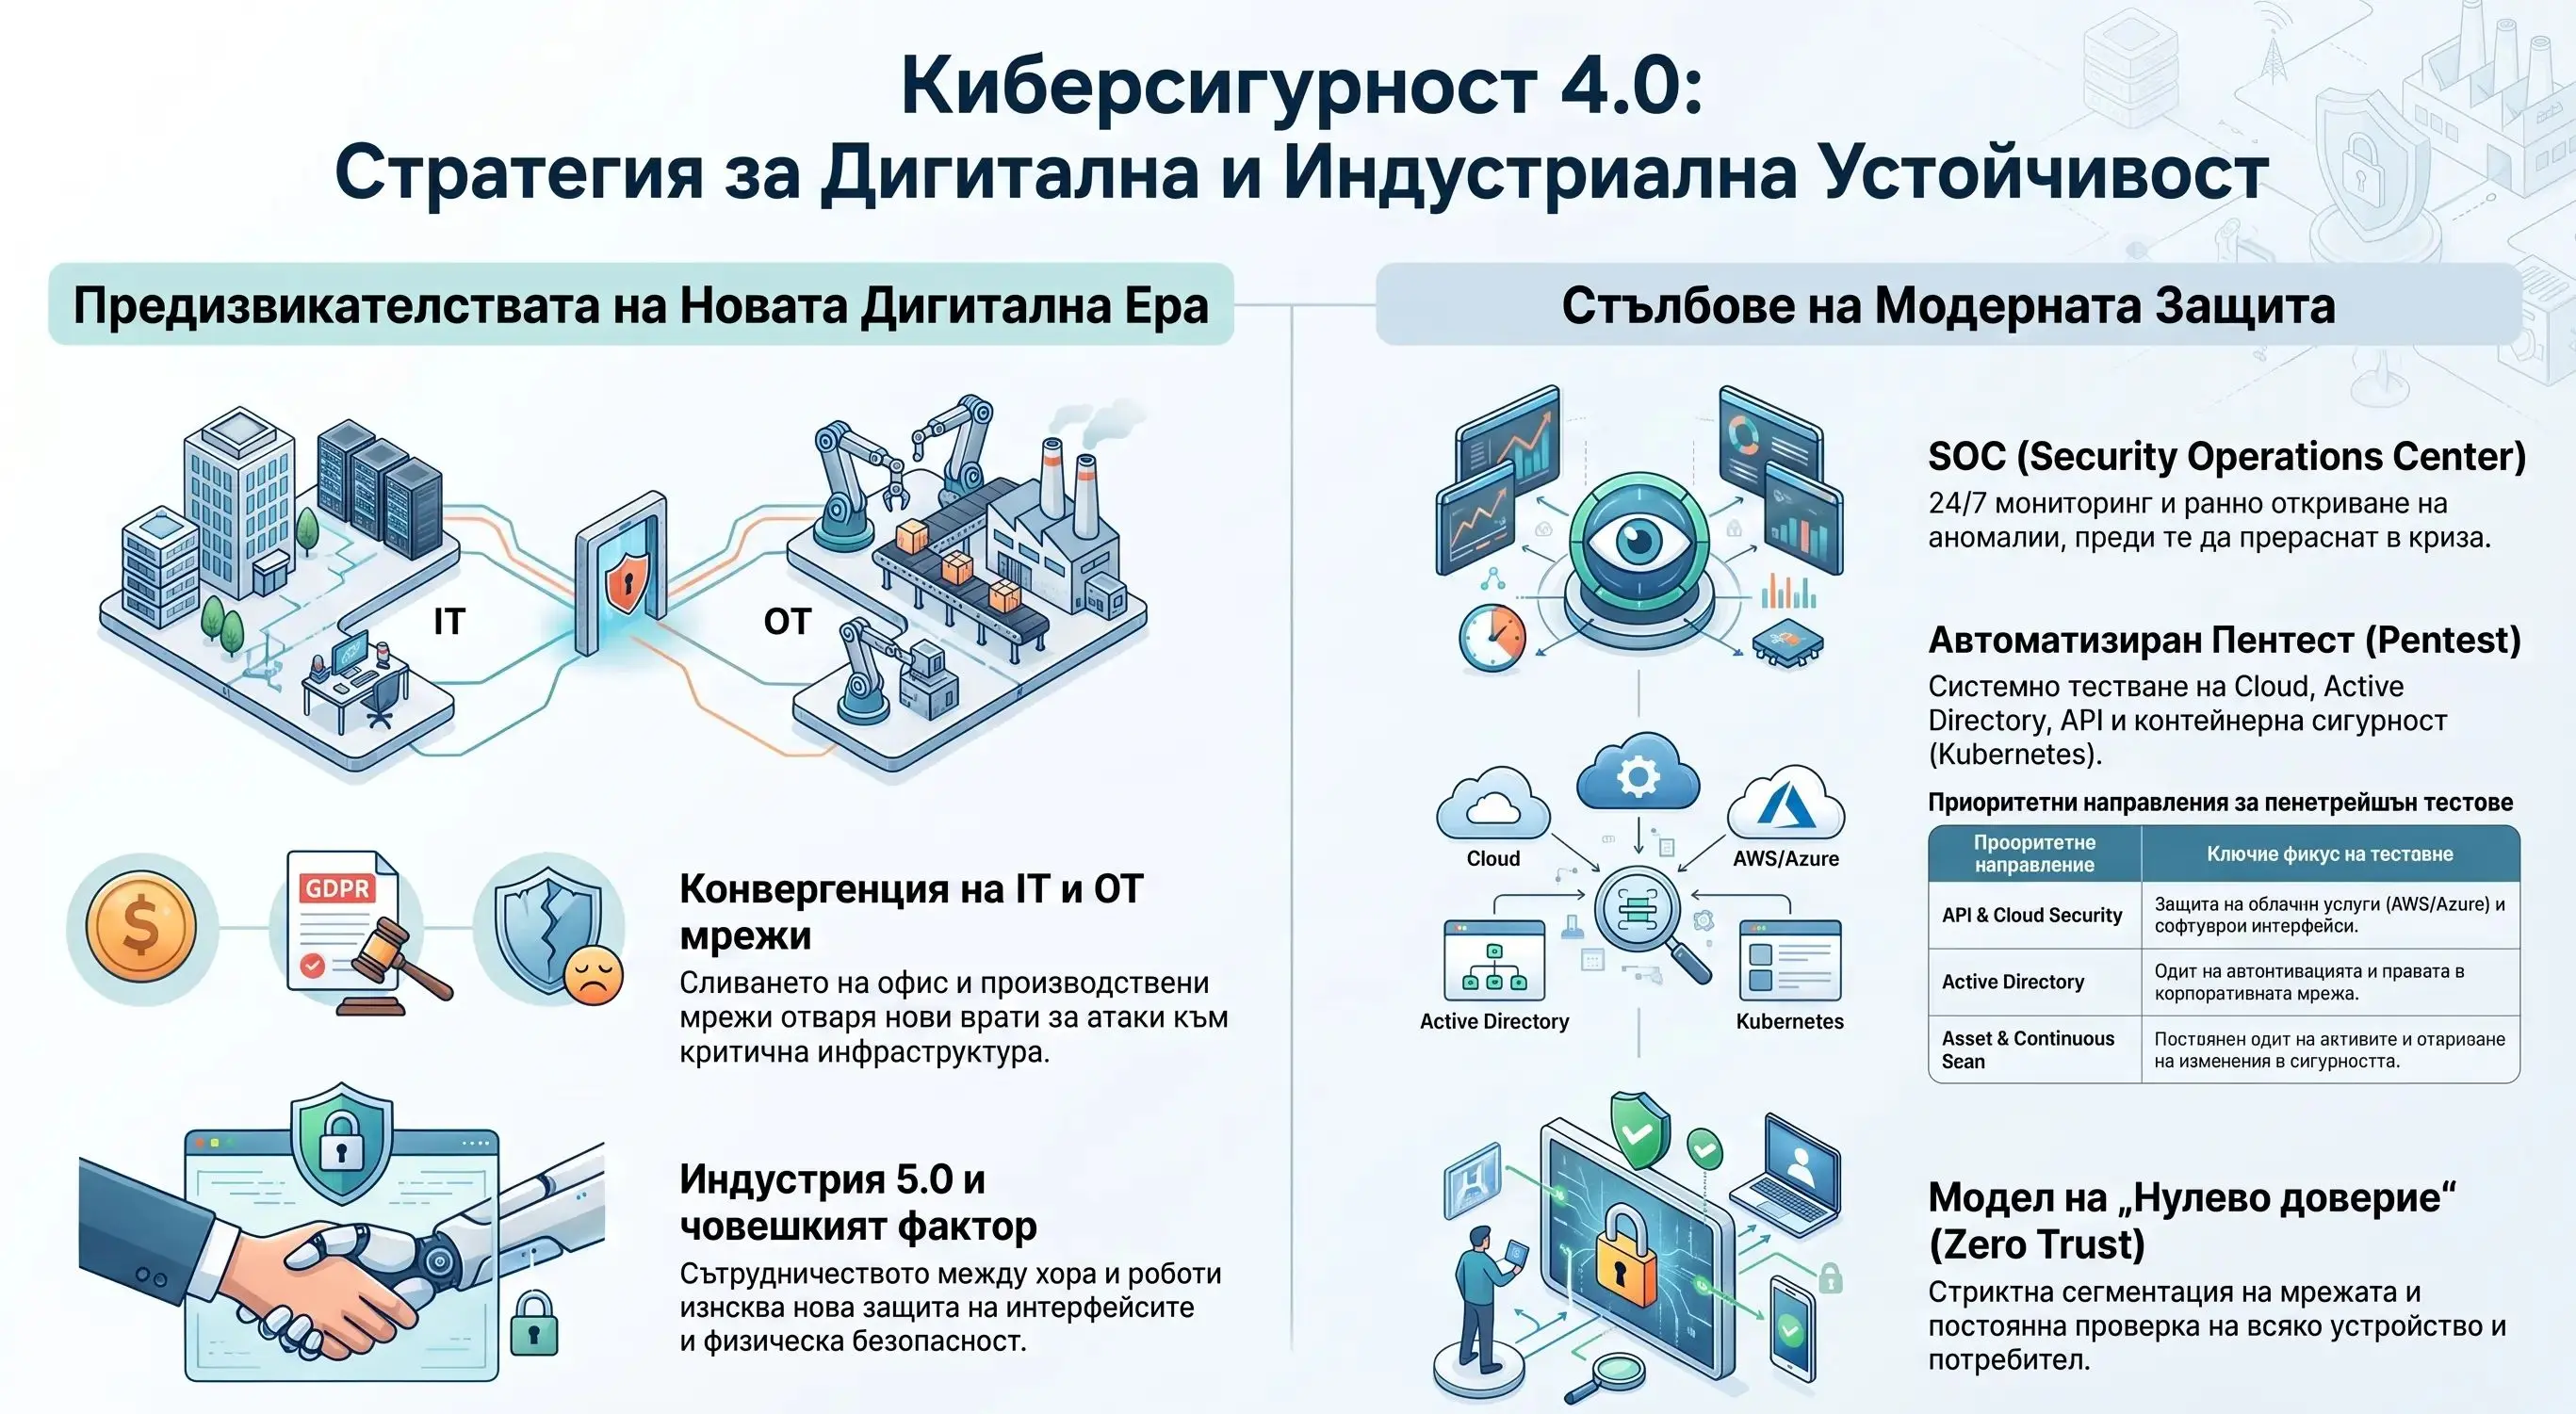 Киберсигурност 4.0:
Стратегия за Дигитална и Индустриална Устойчивост
Предизвикателствата на Новата Дигитална Ера
IT
OT
GDPR
Конвергенция на IT и OT
мрежи
Сливането на офис и производствени
мрежи отваря нови врати за атаки към
критична инфраструктура.
Индустрия 5.0 и
човешкият фактор
Сътрудничеството между хора и роботи
изнсква нова защита на интерфейсите
и физическа безопасност.
Стълбове на Модерната Защита
SOC (Security Operations Center)
24/7 мониторинг и ранно откриване на
аномалии, преди те да прераснат в криза.
Автоматизиран Пентест (Pentest)
Системно тестване на Cloud, Active
Directory, API и контейнерна сигурност
(Kubernetes).
Cloud
AWS/Azure
Active Directory
Kubernetes
Приоритетни направления за пенетрейшън тестове
Прооритетне
направление
Ключие фикус на тестовне
API & Cloud Security
Защита на облачнн услуги (AWS/Azure) и
софтуврои интерфейси.
Active Directory
Одит на автонтивацията и правата в
корпоративната мрежа.
Asset & Continuous
Sean
Постоянен одит на активите и отяриване
на изменения в сигурността.
Модел на „Нулево доверие“
(Zero Trust)
Стриктна сегментация на мрежата и
постоянна проверка на всяко устройство и
потребител.